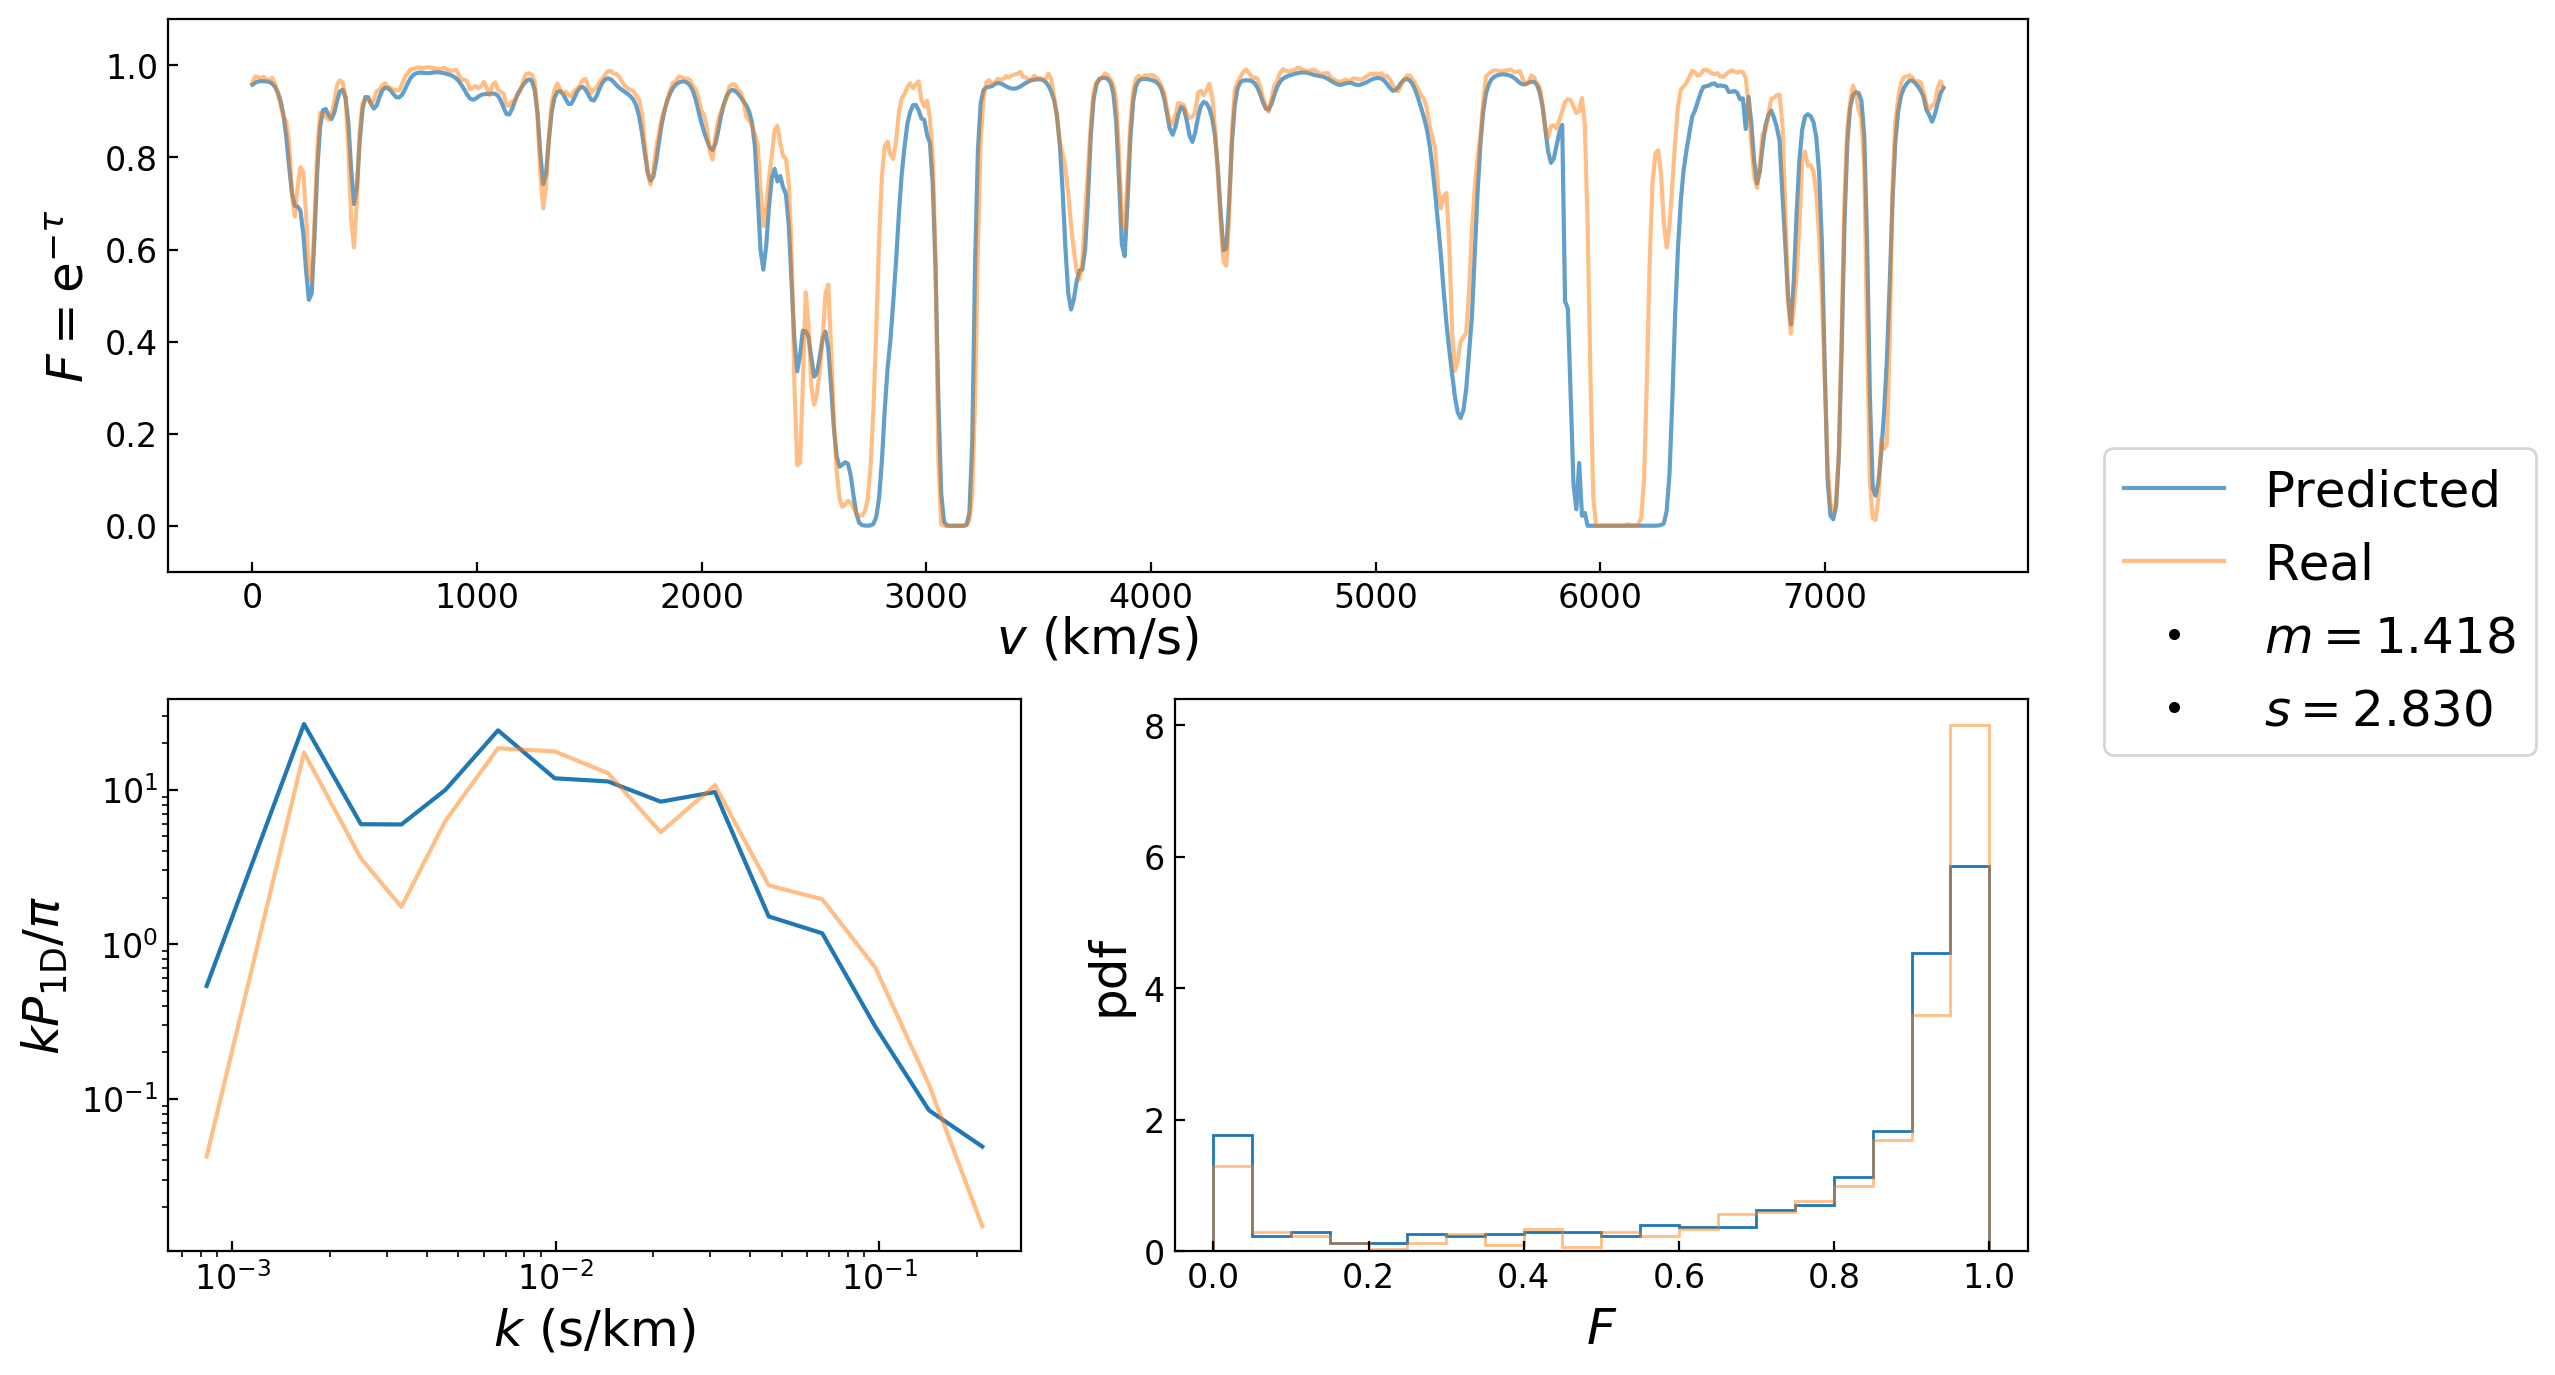 1.0
0.8
0.6
0.4
0.2
0.0
F = e^{−τ}
0 1000 2000 3000 4000 5000 6000 7000
v (km/s)
Predicted
Real
m = 1.418
s = 2.830
10^1
10^0
10^{−1}
kP_{1D}/π
10^{−3} 10^{−2} 10^{−1}
k (s/km)
8
6
4
2
0
pdf
0.0 0.2 0.4 0.6 0.8 1.0
F